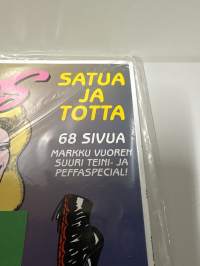 S
SATUA
JA
TOTTA
68 SIVUA
MARKKU VUOREN
SUURI TEINI- JA
PEFFASPECIAL!